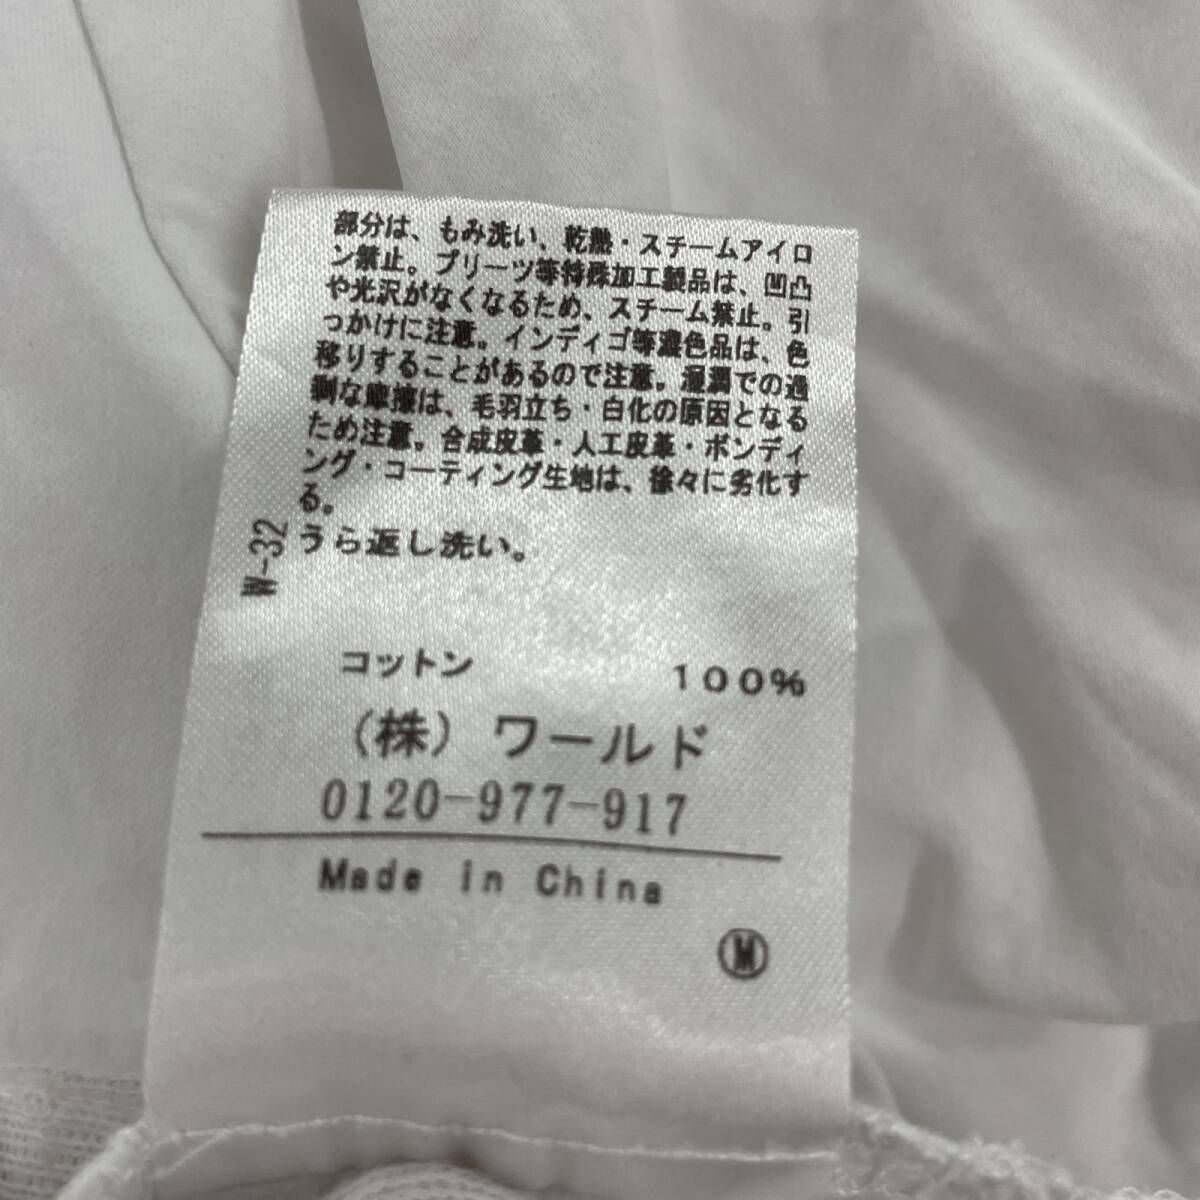 部分は、もみ洗い、乾熱・スチームアイロ
ン禁止。プリーツ等特殊加工製品は、凹凸
や光沢がなくなるため、スチーム禁止。引
っかけに注意。インディゴ等濃色品は、色
移りすることがあるので注意。湿潤での過
剰な摩擦は、毛羽立ち・白化の原因となる
ため注意。合成皮革・人工皮革・ボンディ
ング・コーティング生地は、徐々に劣化す
る。
うら返し洗い。
W-32
コットン 100%
(株)ワールド
0120-977-917
Made in China
Ⓜ